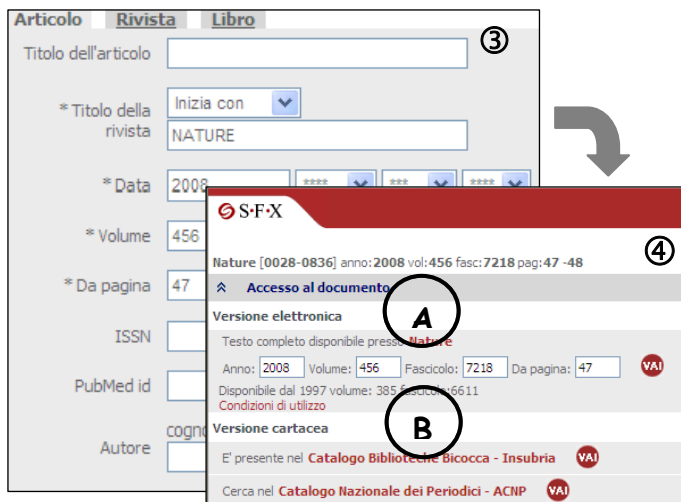 Articolo Rivista Libro
③
Titolo dell'articolo
* Titolo della rivista
Inizia con
NATURE
* Data 2008 **** *** ****
* Volume 456
* Da pagina 47
ISSN
PubMed id
Autore
S·F·X
④
Nature [0028-0836] anno:2008 vol:456 fasc:7218 pag:47 -48
Accesso al documento
A
Versione elettronica
Testo completo disponibile presso Nature
Anno: 2008 Volume: 456 Fascicolo: 7218 Da pagina: 47 VAI
Disponibile dal 1997 volume: 385 fascicolo:6611
Condizioni di utilizzo
B
Versione cartacea
E' presente nel Catalogo Biblioteche Bicocca - Insubria VAI
Cerca nel Catalogo Nazionale dei Periodici - ACNP VAI